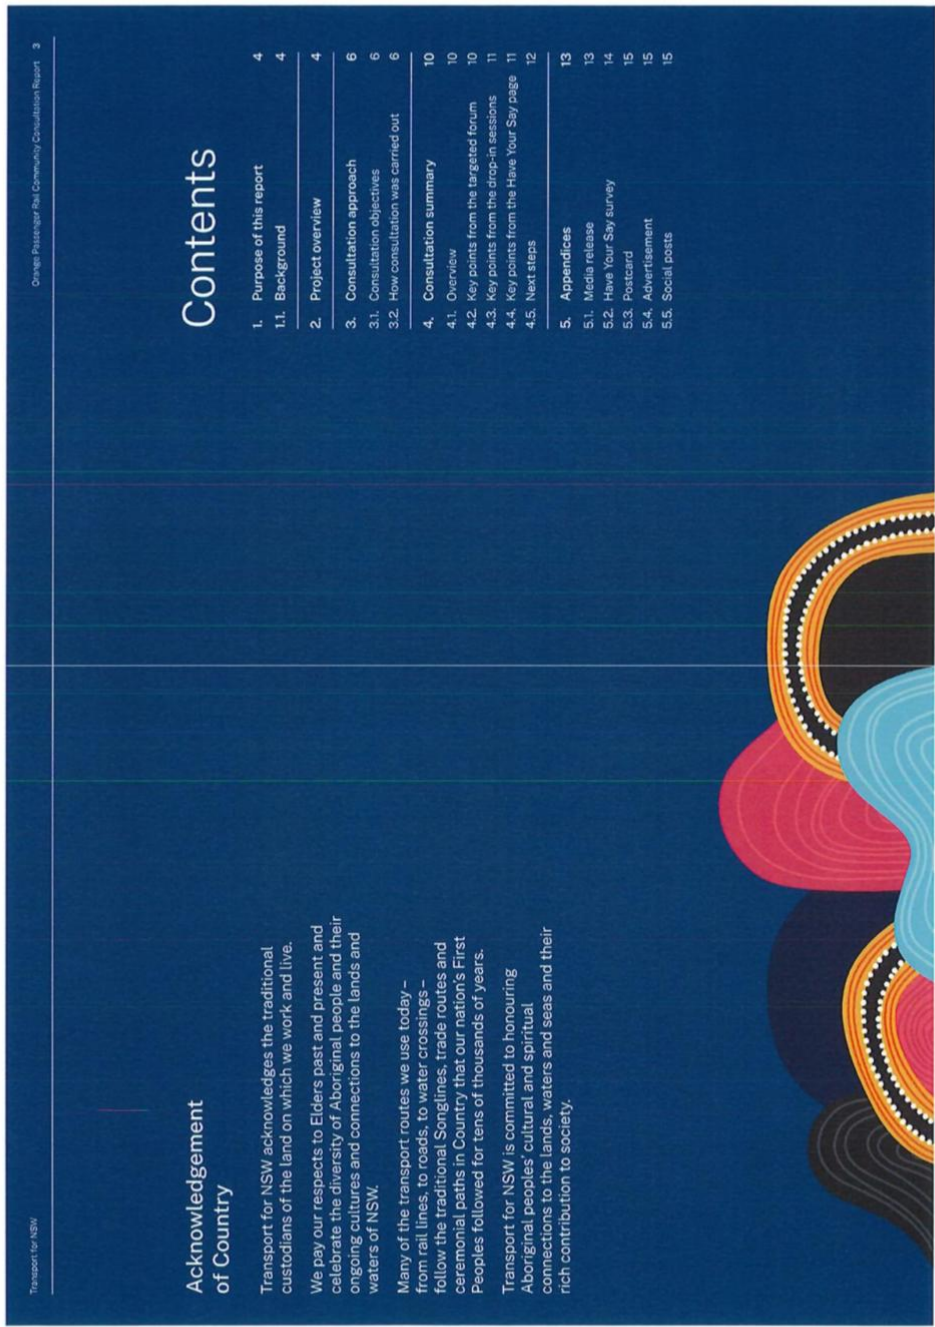 Transport for NSW
Orange Passenger Rail Community Consultation Report 3
Acknowledgement
of Country
Transport for NSW acknowledges the traditional
custodians of the land on which we work and live.
We pay our respects to Elders past and present and
celebrate the diversity of Aboriginal people and their
ongoing cultures and connections to the lands and
waters of NSW.
Many of the transport routes we use today –
from rail lines, to roads, to water crossings –
follow the traditional Songlines, trade routes and
ceremonial paths in Country that our nation's First
Peoples followed for tens of thousands of years.
Transport for NSW is committed to honouring
Aboriginal peoples' cultural and spiritual
connections to the lands, waters and seas and their
rich contribution to society.
Contents
1. Purpose of this report 4
1.1. Background 4
2. Project overview 4
3. Consultation approach 6
3.1. Consultation objectives 6
3.2. How consultation was carried out 6
4. Consultation summary 10
4.1. Overview 10
4.2. Key points from the targeted forum 10
4.3. Key points from the drop-in sessions 11
4.4. Key points from the Have Your Say page 11
4.5. Next steps 12
5. Appendices 13
5.1. Media release 13
5.2. Have Your Say survey 14
5.3. Postcard 15
5.4. Advertisement 15
5.5. Social posts 15